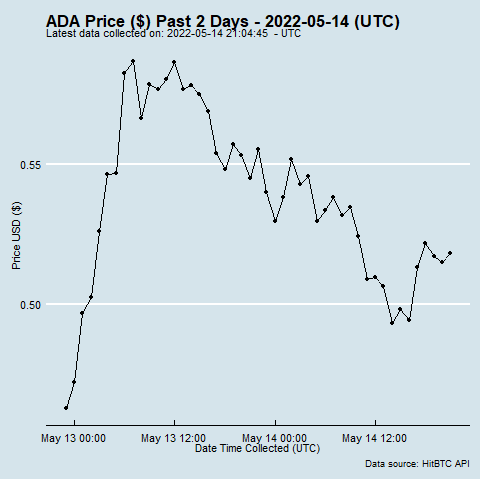 ADA Price ($) Past 2 Days - 2022-05-14 (UTC)
Latest data collected on: 2022-05-14 21:04:45 - UTC
0.55
0.50
Price USD ($)
May 13 00:00 May 13 12:00 May 14 00:00 May 14 12:00
Date Time Collected (UTC)
Data source: HitBTC API